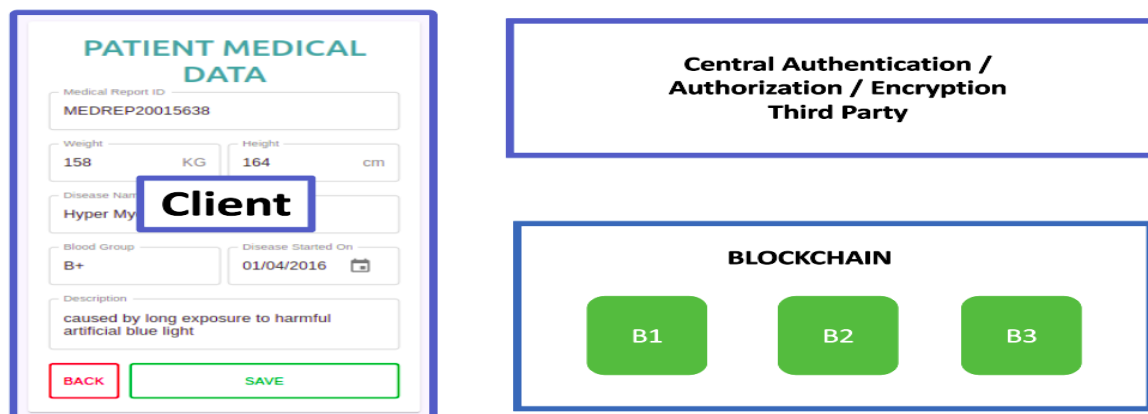 PATIENT MEDICAL
DATA
Medical Report ID
MEDREP20015638
Weight
158 KG
Height
164 cm
Disease
Hyper
Client
Blood Group
B+
Disease Started On
01/04/2016
Description
caused by long exposure to harmful
artificial blue light
BACK
SAVE
Central Authentication /
Authorization / Encryption
Third Party
BLOCKCHAIN
B1
B2
B3